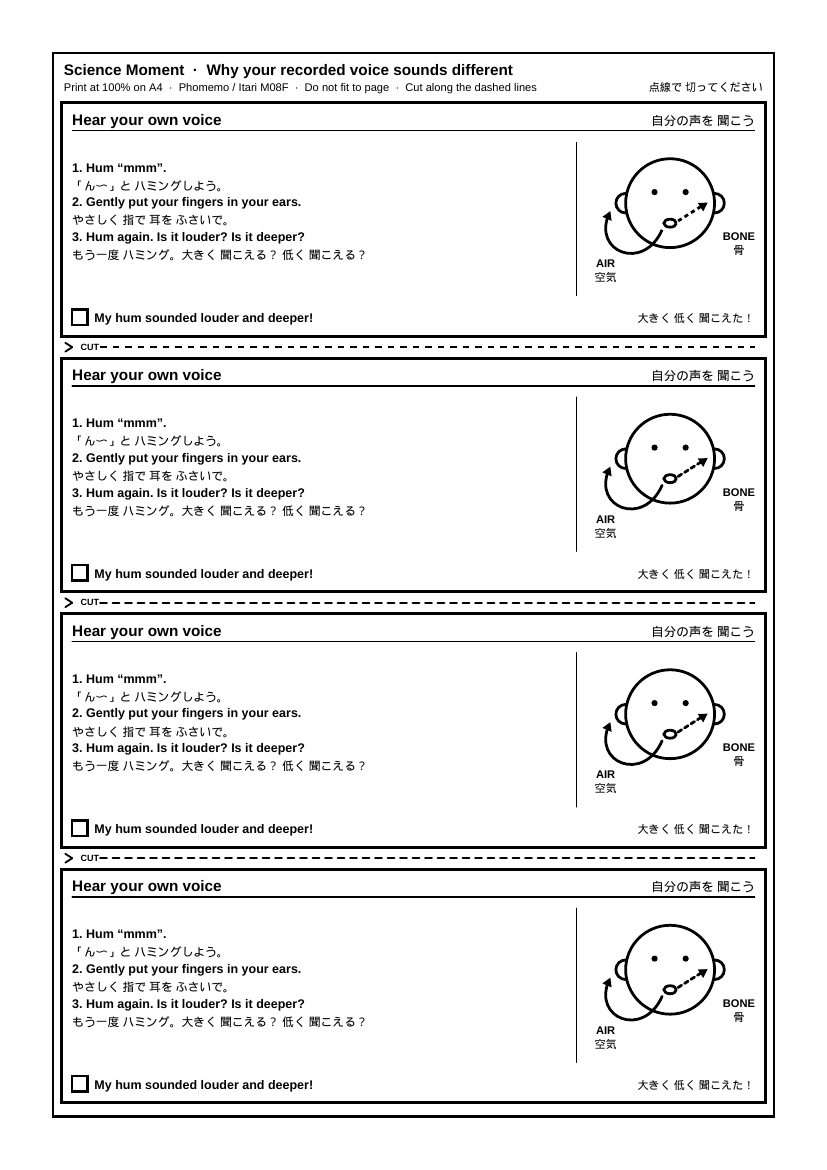 Science Moment · Why your recorded voice sounds different
Print at 100% on A4 · Phomemo / Itari M08F · Do not fit to page · Cut along the dashed lines 点線で 切ってください
Hear your own voice 自分の声を 聞こう
1. Hum “mmm”.
「ん〜」と ハミングしよう。
2. Gently put your fingers in your ears.
やさしく 指で 耳を ふさいで。
3. Hum again. Is it louder? Is it deeper?
もう一度 ハミング。大きく 聞こえる？ 低く 聞こえる？
BONE
骨
AIR
空気
My hum sounded louder and deeper! 大きく 低く 聞こえた！
CUT
Hear your own voice 自分の声を 聞こう
1. Hum “mmm”.
「ん〜」と ハミングしよう。
2. Gently put your fingers in your ears.
やさしく 指で 耳を ふさいで。
3. Hum again. Is it louder? Is it deeper?
もう一度 ハミング。大きく 聞こえる？ 低く 聞こえる？
BONE
骨
AIR
空気
My hum sounded louder and deeper! 大きく 低く 聞こえた！
CUT
Hear your own voice 自分の声を 聞こう
1. Hum “mmm”.
「ん〜」と ハミングしよう。
2. Gently put your fingers in your ears.
やさしく 指で 耳を ふさいで。
3. Hum again. Is it louder? Is it deeper?
もう一度 ハミング。大きく 聞こえる？ 低く 聞こえる？
BONE
骨
AIR
空気
My hum sounded louder and deeper! 大きく 低く 聞こえた！
CUT
Hear your own voice 自分の声を 聞こう
1. Hum “mmm”.
「ん〜」と ハミングしよう。
2. Gently put your fingers in your ears.
やさしく 指で 耳を ふさいで。
3. Hum again. Is it louder? Is it deeper?
もう一度 ハミング。大きく 聞こえる？ 低く 聞こえる？
BONE
骨
AIR
空気
My hum sounded louder and deeper! 大きく 低く 聞こえた！